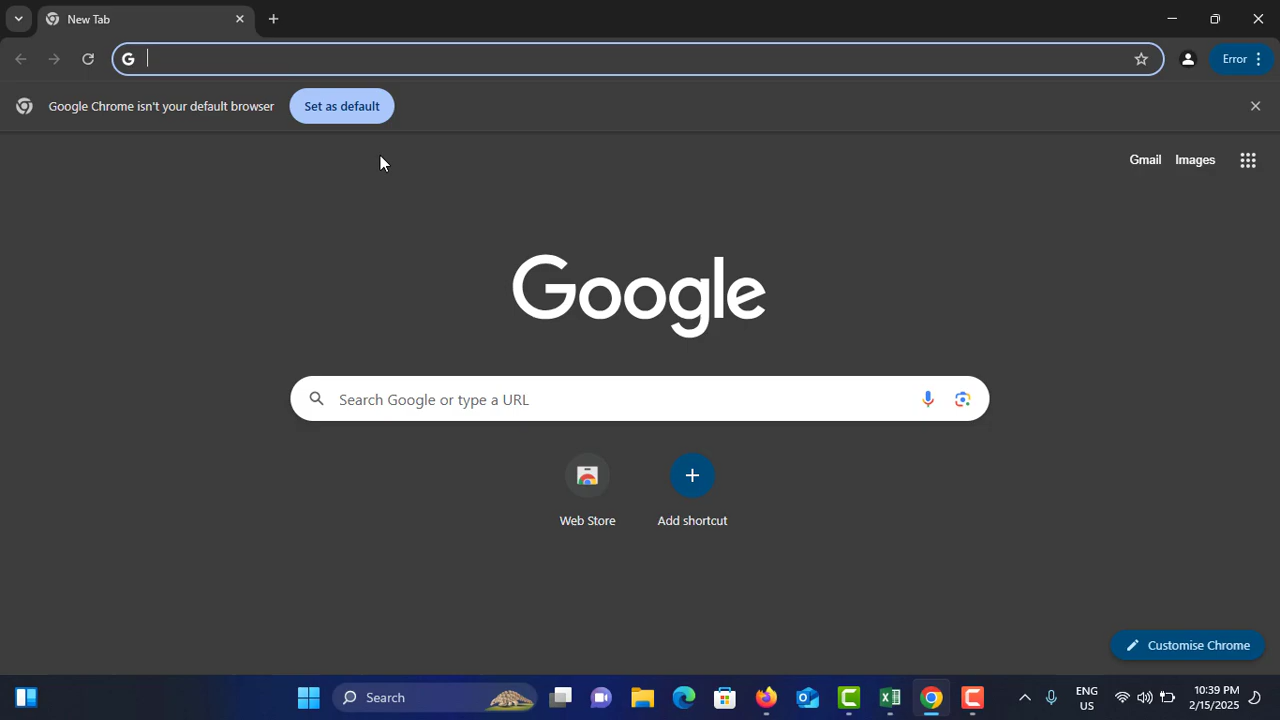 New Tab
Error
Google Chrome isn't your default browser
Set as default
Gmail
Images
Google
Search Google or type a URL
Web Store
Add shortcut
Customise Chrome
Search
ENG
US
10:39 PM
2/15/2025